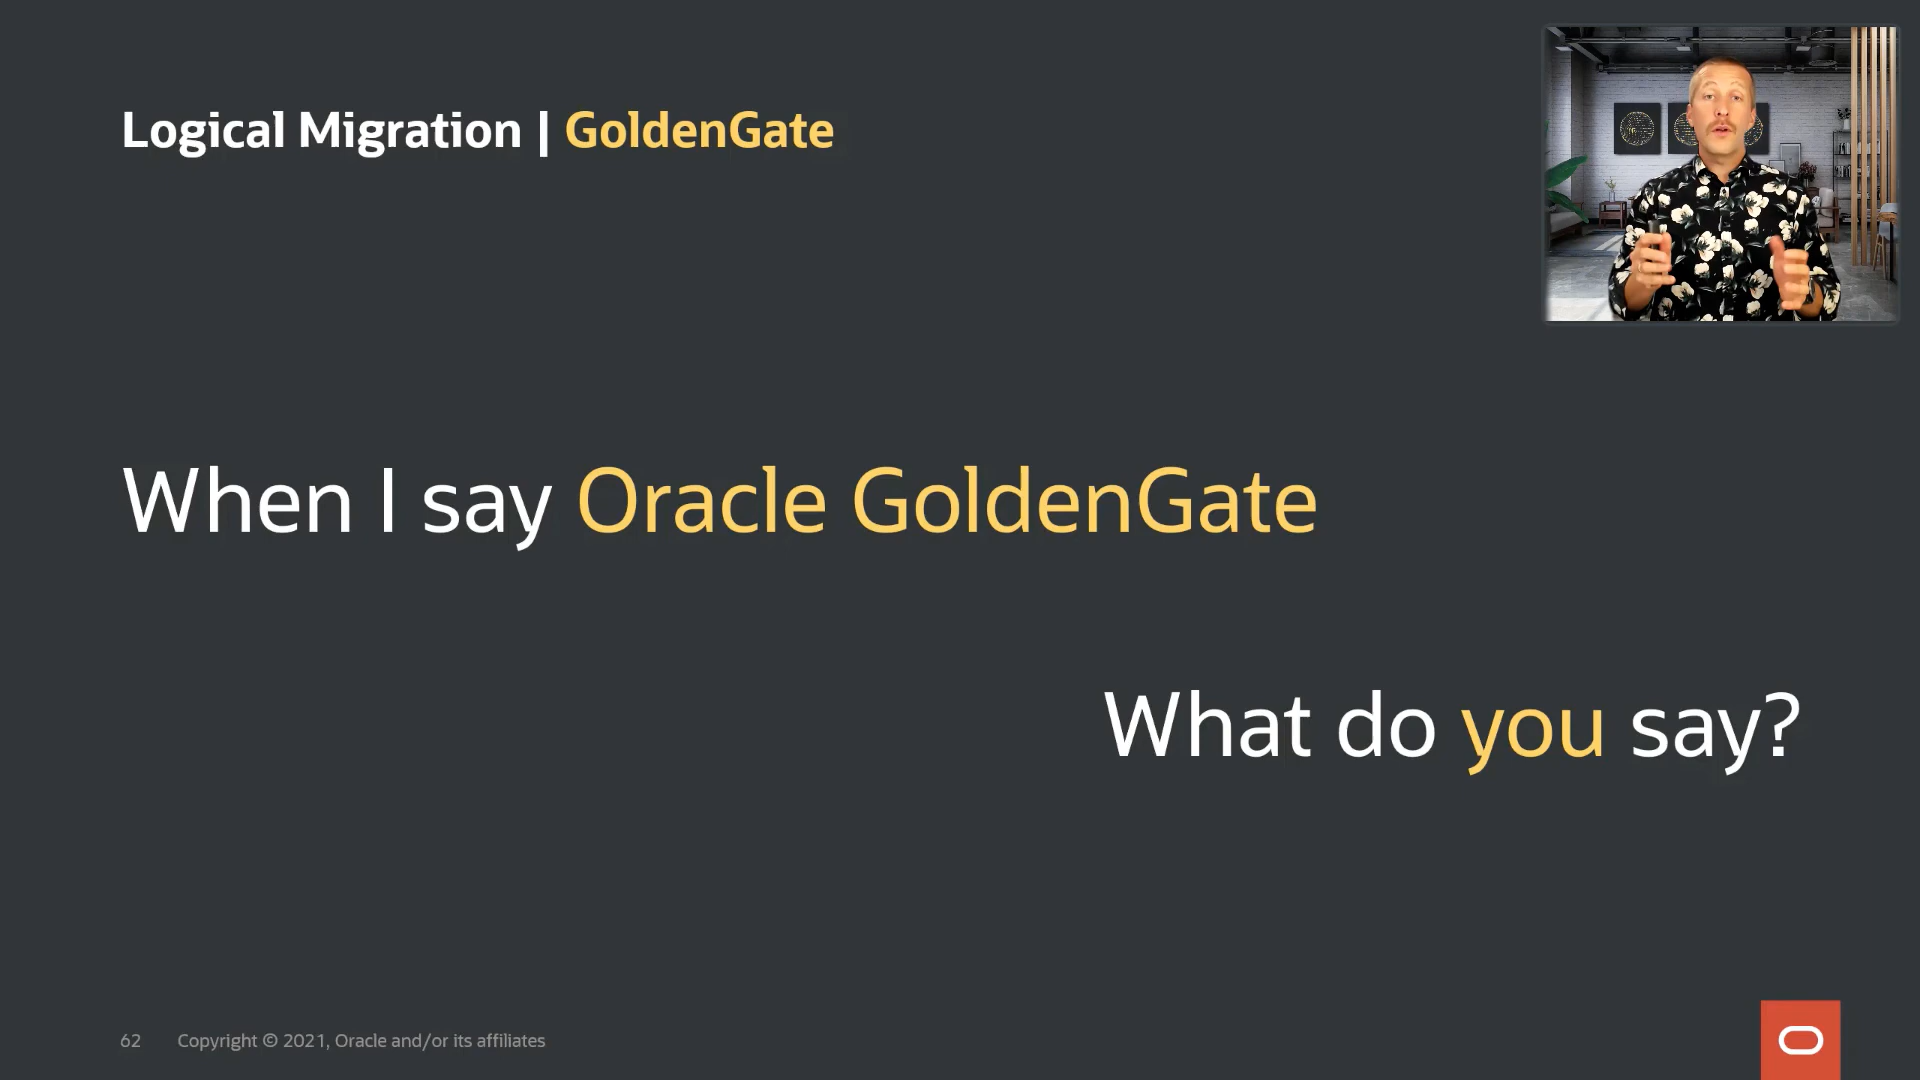 Logical Migration | GoldenGate
When I say Oracle GoldenGate
What do you say?
62 Copyright © 2021, Oracle and/or its affiliates